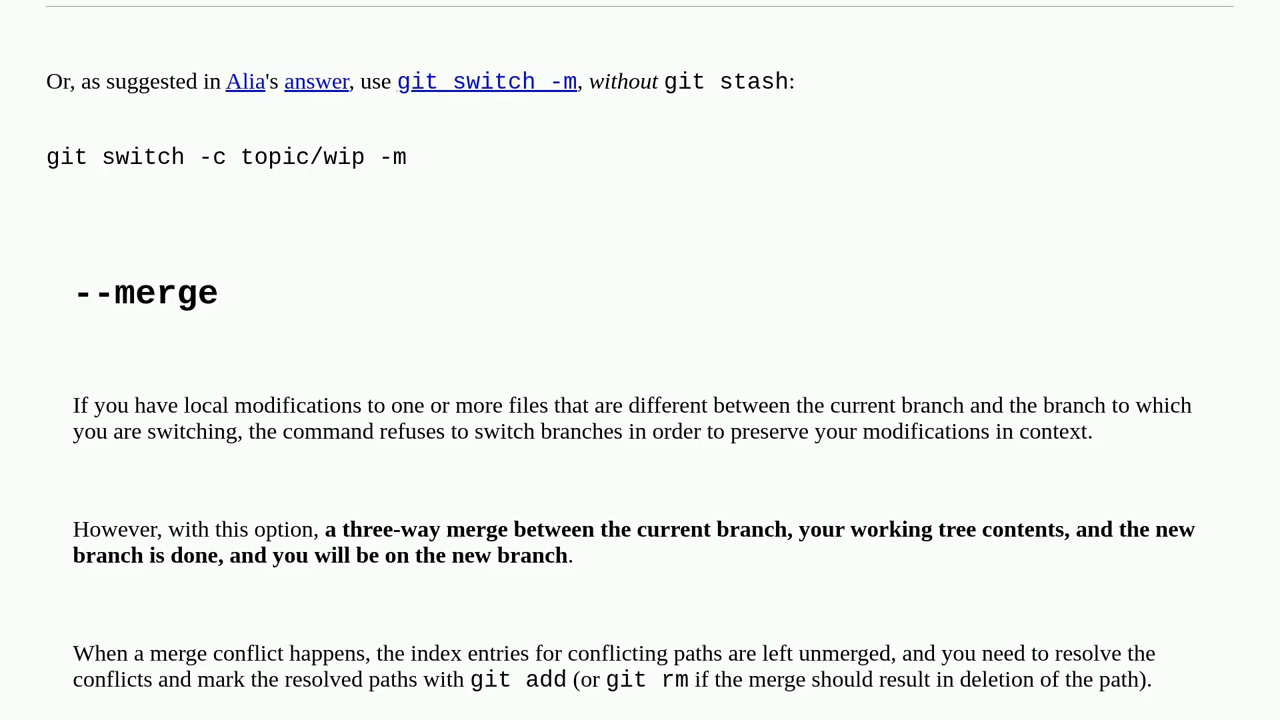 Or, as suggested in Alia's answer, use git switch -m, without git stash:
git switch -c topic/wip -m
--merge
If you have local modifications to one or more files that are different between the current branch and the branch to which
you are switching, the command refuses to switch branches in order to preserve your modifications in context.
However, with this option, a three-way merge between the current branch, your working tree contents, and the new
branch is done, and you will be on the new branch.
When a merge conflict happens, the index entries for conflicting paths are left unmerged, and you need to resolve the
conflicts and mark the resolved paths with git add (or git rm if the merge should result in deletion of the path).